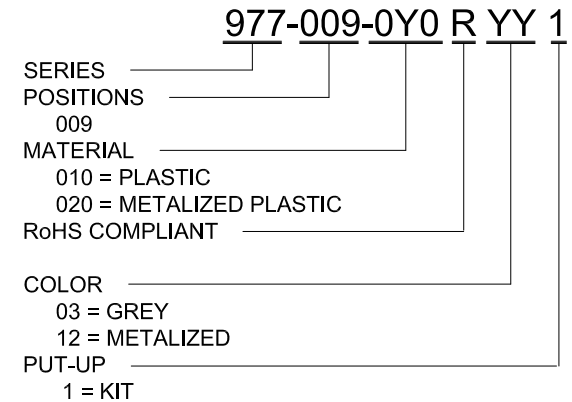 977-009-0Y0 R YY 1
SERIES
POSITIONS
009
MATERIAL
010 = PLASTIC
020 = METALIZED PLASTIC
RoHS COMPLIANT
COLOR
03 = GREY
12 = METALIZED
PUT-UP
1 = KIT